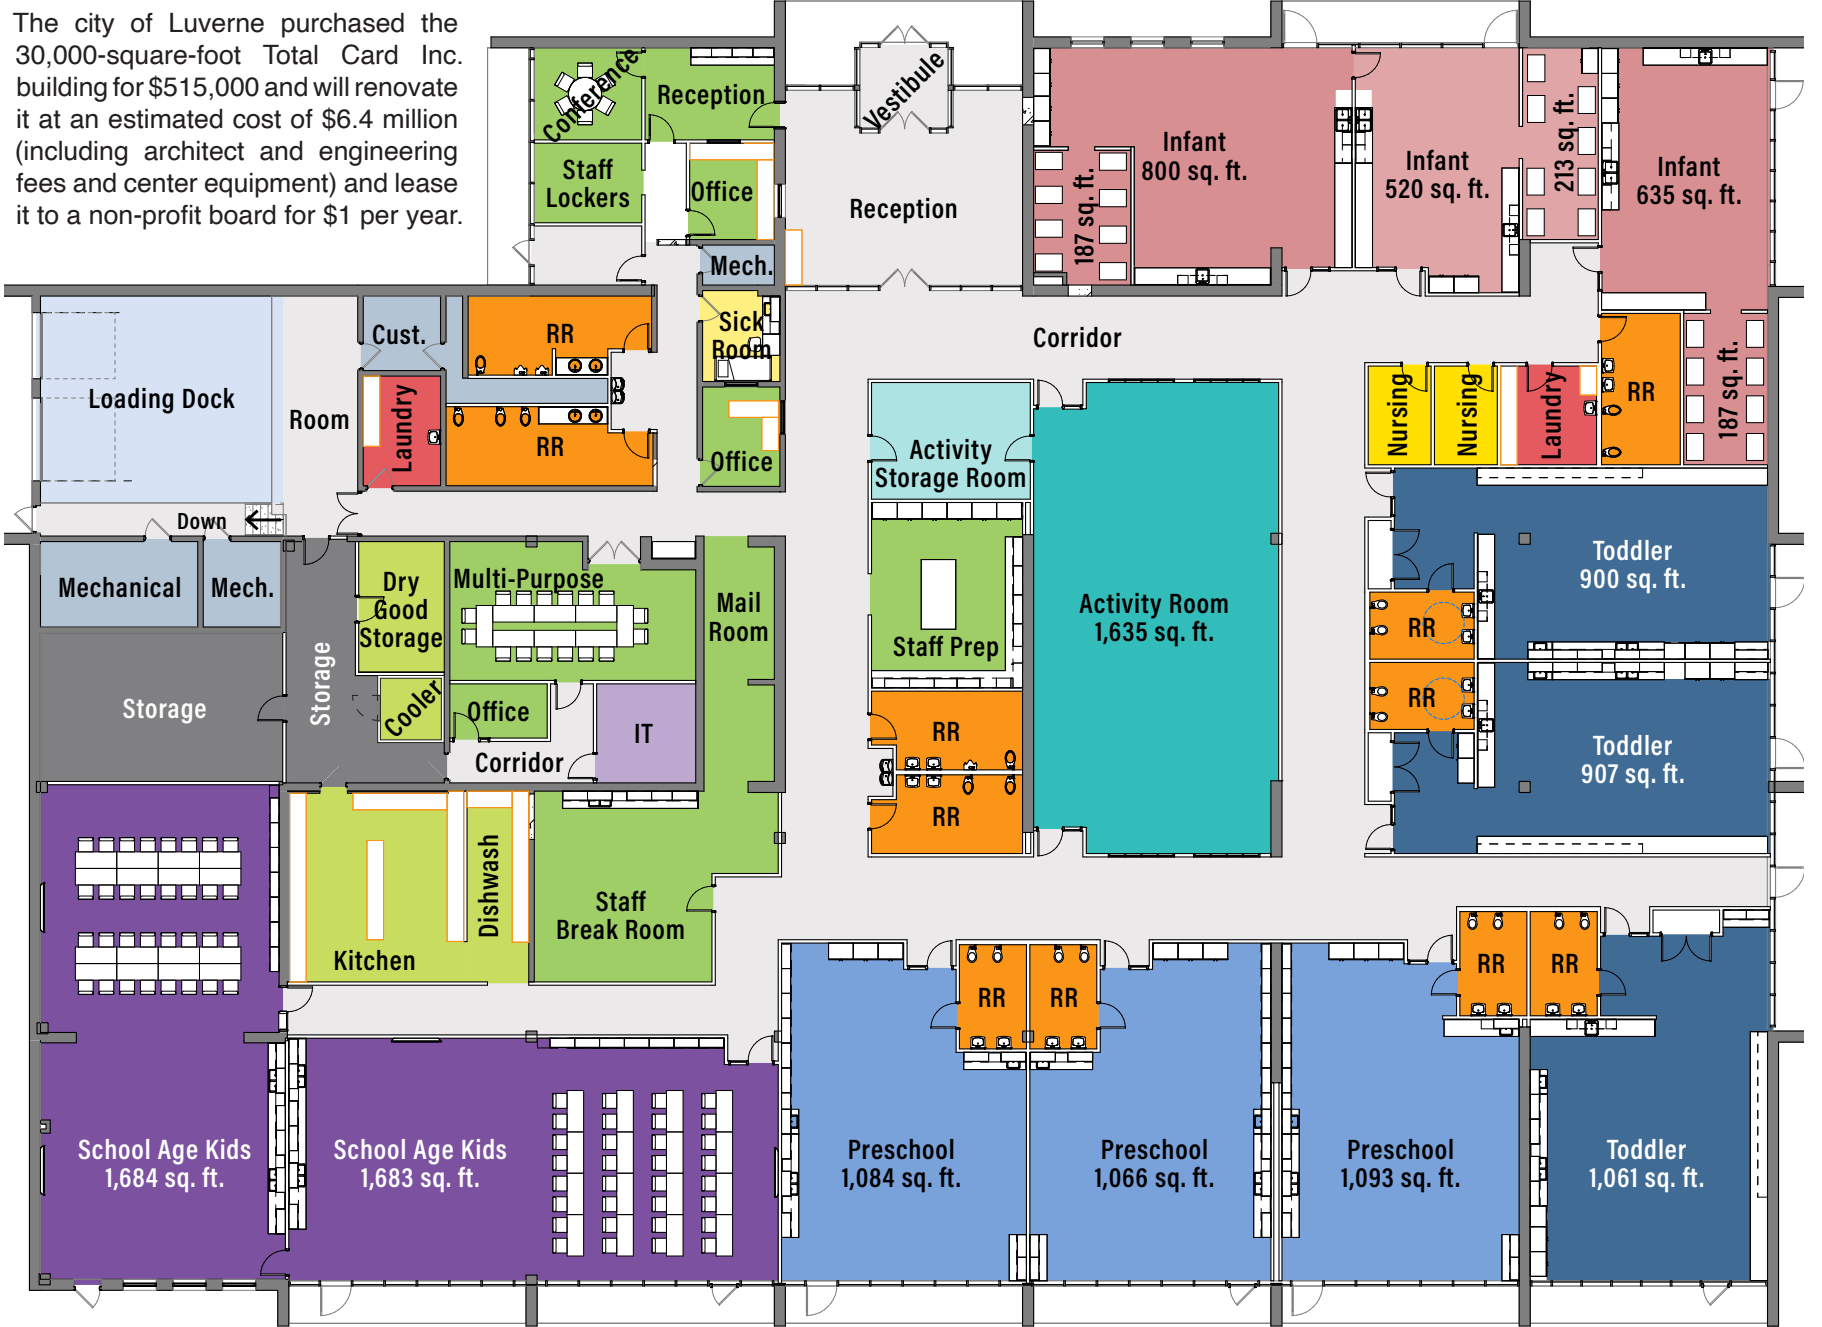 The city of Luverne purchased the
30,000-square-foot Total Card Inc.
building for $515,000 and will renovate
it at an estimated cost of $6.4 million
(including architect and engineering
fees and center equipment) and lease
it to a non-profit board for $1 per year.
Conference
Reception
Vestibule
Staff
Lockers
Office
Reception
Mech.
Infant
800 sq. ft.
187 sq. ft.
Infant
520 sq. ft.
213 sq. ft.
Infant
635 sq. ft.
Loading Dock
Room
Cust.
RR
Sick
Room
Corridor
Laundry
RR
Office
Activity
Storage Room
Nursing
Nursing
Laundry
RR
187 sq. ft.
Down
Mechanical
Mech.
Dry
Good
Storage
Multi-Purpose
Mail
Room
Staff Prep
Activity Room
1,635 sq. ft.
Toddler
900 sq. ft.
RR
RR
Toddler
907 sq. ft.
Storage
Storage
Cooler
Office
IT
Corridor
RR
RR
Kitchen
Dishwash
Staff
Break Room
RR
RR
RR
RR
School Age Kids
1,684 sq. ft.
School Age Kids
1,683 sq. ft.
Preschool
1,084 sq. ft.
Preschool
1,066 sq. ft.
Preschool
1,093 sq. ft.
Toddler
1,061 sq. ft.